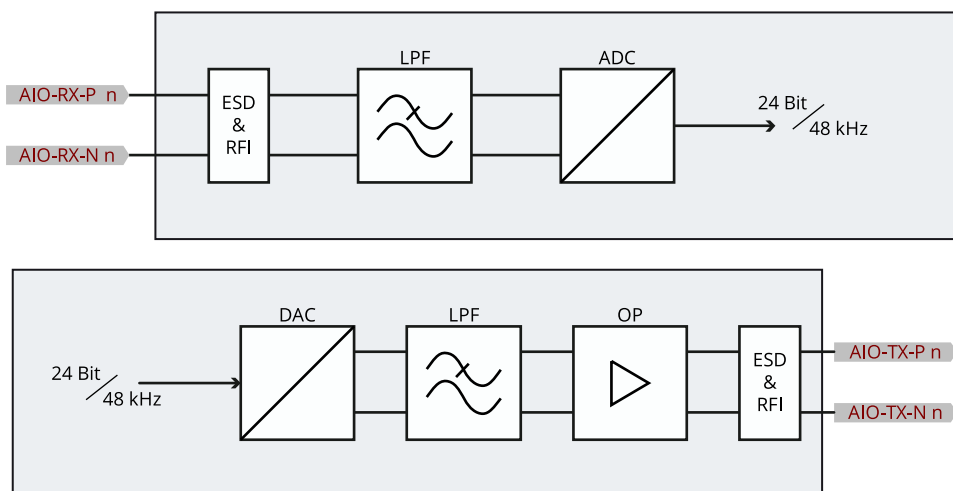 LPF
ADC
AIO-RX-P n
AIO-RX-N n
ESD
&
RFI
24 Bit
48 kHz
DAC
LPF
OP
24 Bit
48 kHz
ESD
&
RFI
AIO-TX-P n
AIO-TX-N n